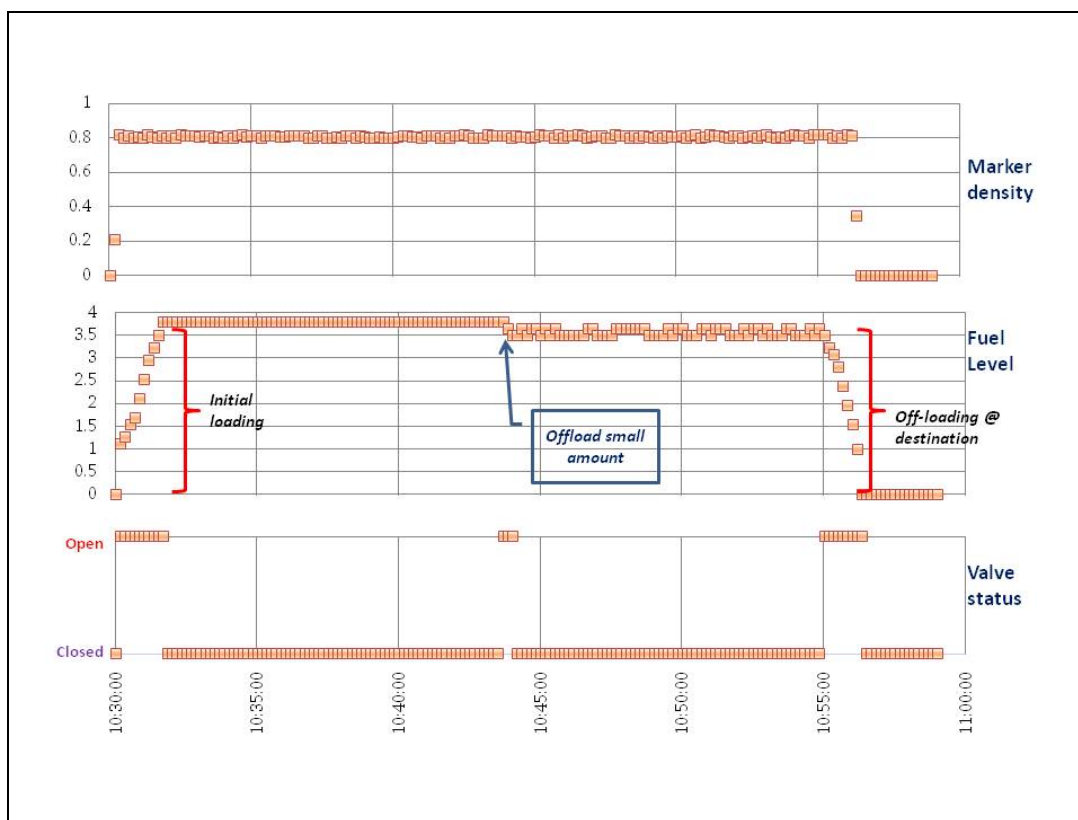 1
0.8
0.6
0.4
0.2
0
Marker
density
4
3.5
3
2.5
2
1.5
1
0.5
0
Initial
loading
Offload small
amount
Off-loading @
destination
Fuel
Level
Open
Closed
Valve
status
10:30:00
10:35:00
10:40:00
10:45:00
10:50:00
10:55:00
11:00:00